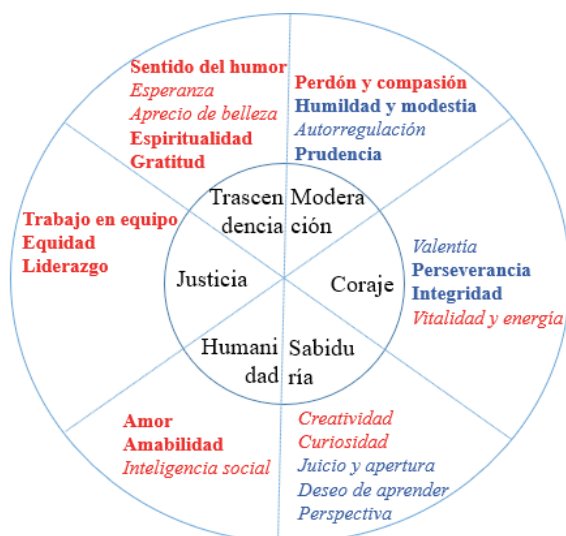 Sentido del humor
Esperanza
Aprecio de belleza
Espiritualidad
Gratitud
Perdón y compasión
Humildad y modestia
Autorregulación
Prudencia
Trascen
dencia
Modera
ción
Trabajo en equipo
Equidad
Liderazgo
Justicia
Coraje
Valentía
Perseverancia
Integridad
Vitalidad y energía
Humani
dad
Sabidu
ría
Amor
Amabilidad
Inteligencia social
Creatividad
Curiosidad
Juicio y apertura
Deseo de aprender
Perspectiva